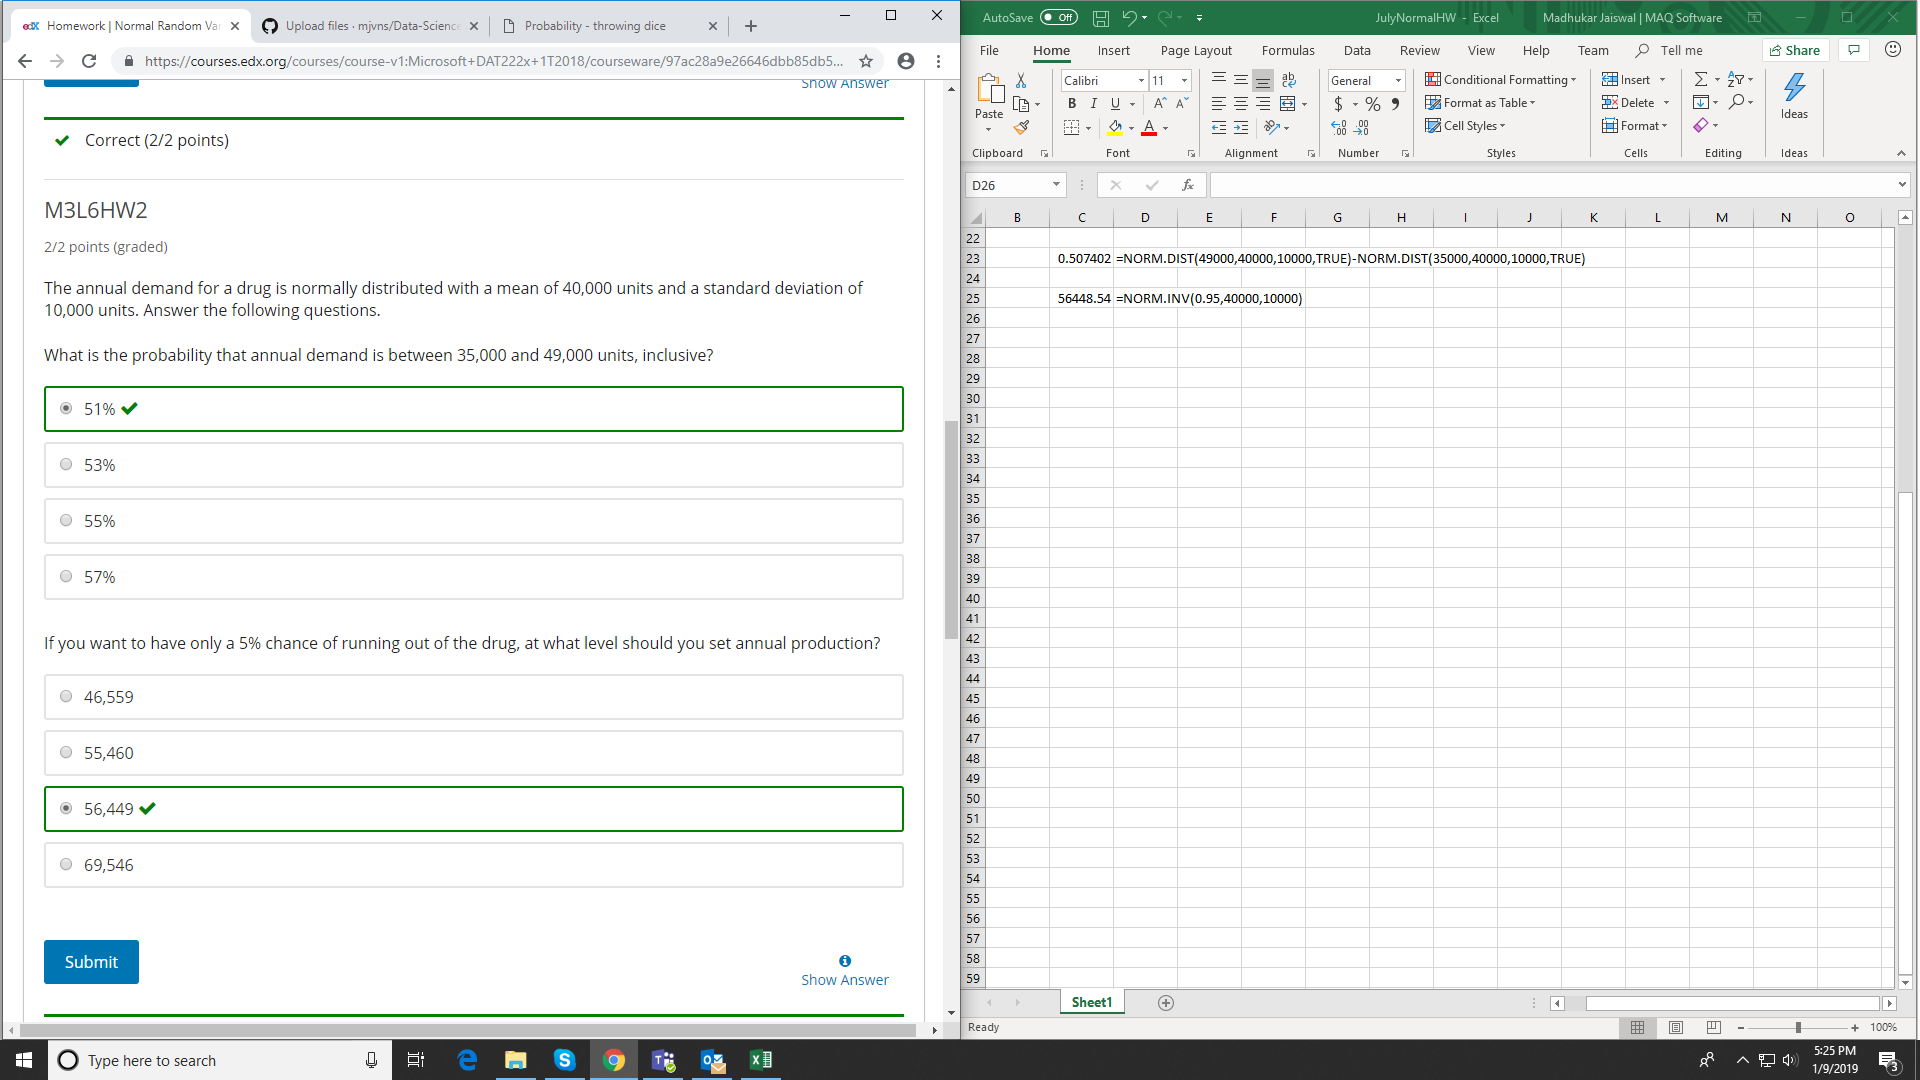 edX Homework | Normal Random Var
Upload files · mjvns/Data-Science
Probability - throwing dice
https://courses.edx.org/courses/course-v1:Microsoft+DAT222x+1T2018/courseware/97ac28a9e26646dbb85db5...
Show Answer
Correct (2/2 points)
M3L6HW2
2/2 points (graded)
The annual demand for a drug is normally distributed with a mean of 40,000 units and a standard deviation of
10,000 units. Answer the following questions.
What is the probability that annual demand is between 35,000 and 49,000 units, inclusive?
51%
53%
55%
57%
If you want to have only a 5% chance of running out of the drug, at what level should you set annual production?
46,559
55,460
56,449
69,546
Submit
Show Answer
AutoSave Off
JulyNormalHW - Excel
Madhukar Jaiswal | MAQ Software
File Home Insert Page Layout Formulas Data Review View Help Team Tell me Share
Paste
Calibri 11
B I U
ab
General
$ % ,
Conditional Formatting
Format as Table
Cell Styles
Insert
Delete
Format
Ideas
Clipboard Font Alignment Number Styles Cells Editing Ideas
D26
fx
B C D E F G H I J K L M N O
22
23 0.507402 =NORM.DIST(49000,40000,10000,TRUE)-NORM.DIST(35000,40000,10000,TRUE)
24
25 56448.54 =NORM.INV(0.95,40000,10000)
26
27
28
29
30
31
32
33
34
35
36
37
38
39
40
41
42
43
44
45
46
47
48
49
50
51
52
53
54
55
56
57
58
59
Sheet1
Ready
100%
Type here to search
5:25 PM
1/9/2019
3